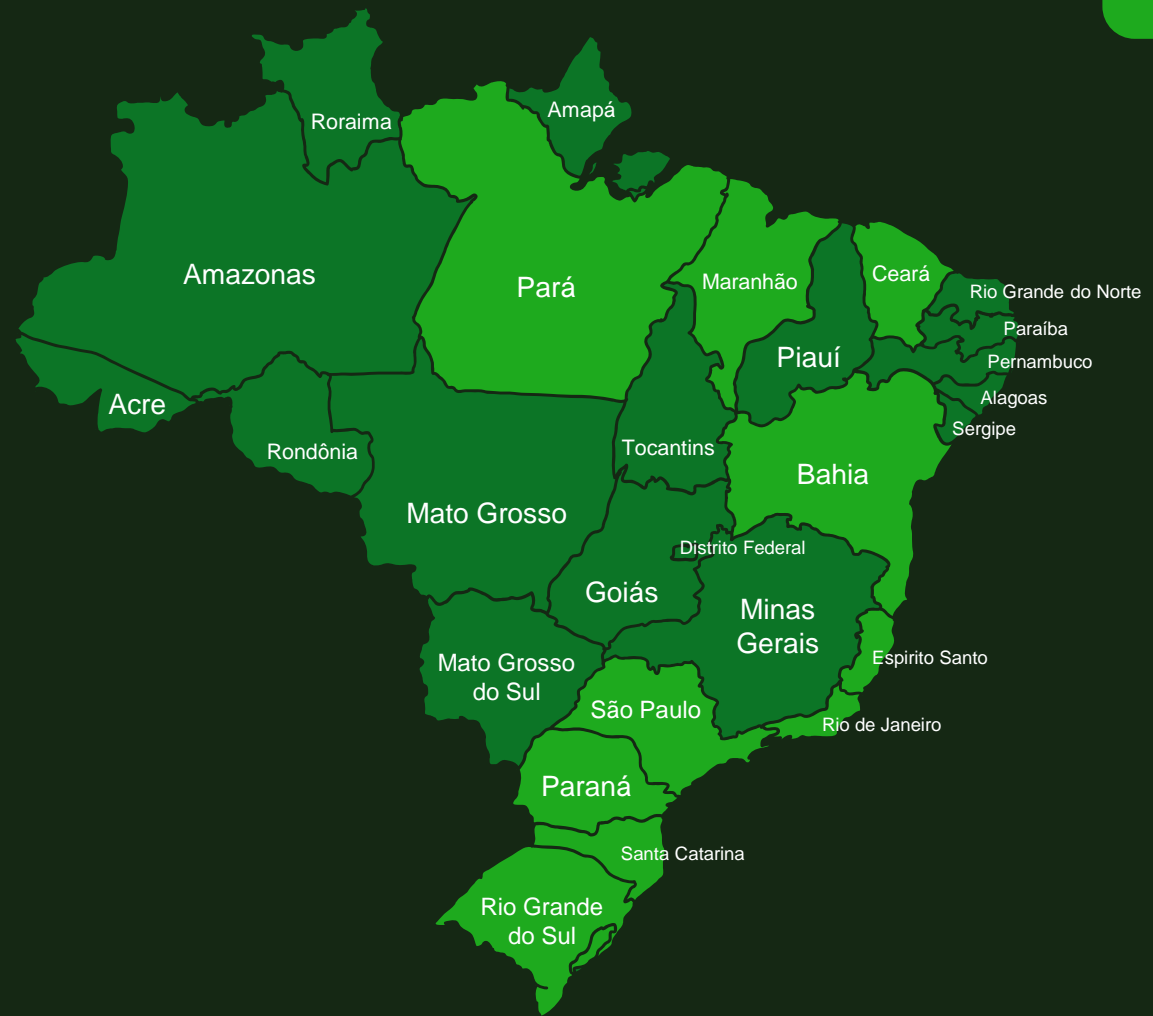 Amapá
Roraima
Amazonas
Pará
Maranhão
Ceará
Rio Grande do Norte
Paraíba
Piauí
Pernambuco
Alagoas
Acre
Sergipe
Rondônia
Tocantins
Bahia
Mato Grosso
Distrito Federal
Goiás
Minas
Gerais
Espirito Santo
Mato Grosso
do Sul
São Paulo
Rio de Janeiro
Paraná
Santa Catarina
Rio Grande
do Sul